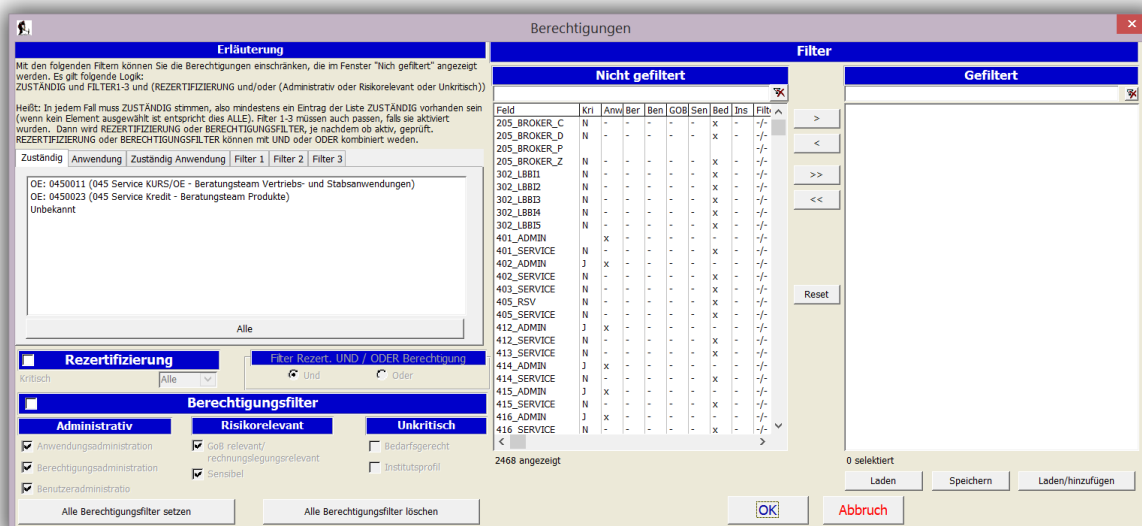 Berechtigungen
Erläuterung
Mit den folgenden Filtern können Sie die Berechtigungen einschränken, die im Fenster "Nich gefiltert" angezeigt
werden. Es gilt folgende Logik:
ZUSTÄNDIG und FILTER1-3 und (REZERTIFIZIERUNG und/oder (Administrativ oder Risikorelevant oder Unkritisch))
Heißt: In jedem Fall muss ZUSTÄNDIG stimmen, also mindestens ein Eintrag der Liste ZUSTÄNDIG vorhanden sein
(wenn kein Element ausgewählt ist entspricht dies ALLE). Filter 1-3 müssen auch passen, falls sie aktiviert
wurden. Dann wird REZERTIFIZIERUNG oder BERECHTIGUNGSFILTER, je nachdem ob aktiv, geprüft.
REZERTIFIZIERUNG oder BERECHTIGUNGSFILTER können mit UND oder ODER kombiniert weden.
Zuständig Anwendung Zuständig Anwendung Filter 1 Filter 2 Filter 3
OE: 0450011 (045 Service KURS/OE - Beratungsteam Vertriebs- und Stabsanwendungen)
OE: 0450023 (045 Service Kredit - Beratungsteam Produkte)
Unbekannt
Alle
Rezertifizierung
Kritisch Alle
Filter Rezert. UND / ODER Berechtigung
Und Oder
Berechtigungsfilter
Administrativ Risikorelevant Unkritisch
Anwendungsadministration GoB relevant/ Bedarfsgerecht
rechnungslegungsrelevant
Berechtigungsadministration Sensibel Institutsprofil
Benutzeradministratio
Alle Berechtigungsfilter setzen Alle Berechtigungsfilter löschen
Filter
Nicht gefiltert
Feld Kri Anw Ber Ben GOB Sen Bed Ins Filt
205_BROKER_C N - - - - - x - -/-
205_BROKER_D N - - - - - x - -/-
205_BROKER_P - - - - - - - -/-
205_BROKER_Z N - - - - - x - -/-
302_LBBI1 N - - - - - x - -/-
302_LBBI2 N - - - - - x - -/-
302_LBBI3 N - - - - - x - -/-
302_LBBI4 N - - - - - x - -/-
302_LBBI5 N - - - - - x - -/-
401_ADMIN x - - - - - - -/-
401_SERVICE N - - - - - x - -/-
402_ADMIN J x - - - - - - -/-
402_SERVICE N - - - - - x - -/-
403_SERVICE N - - - - - x - -/-
405_RSV N - - - - - x - -/-
405_SERVICE N - - - - - x - -/-
412_ADMIN J x - - - - - - -/-
412_SERVICE N - - - - - x - -/-
413_SERVICE N - - - - - x - -/-
414_ADMIN J x - - - - - - -/-
414_SERVICE N - - - - - x - -/-
415_ADMIN J x - - - - - - -/-
415_SERVICE N - - - - - x - -/-
416_ADMIN J x - - - - - - -/-
416_SERVICE N - - - - - x - -/-
2468 angezeigt
>
<
>>
<<
Reset
Gefiltert
0 selektiert
Laden Speichern Laden/hinzufügen
OK Abbruch